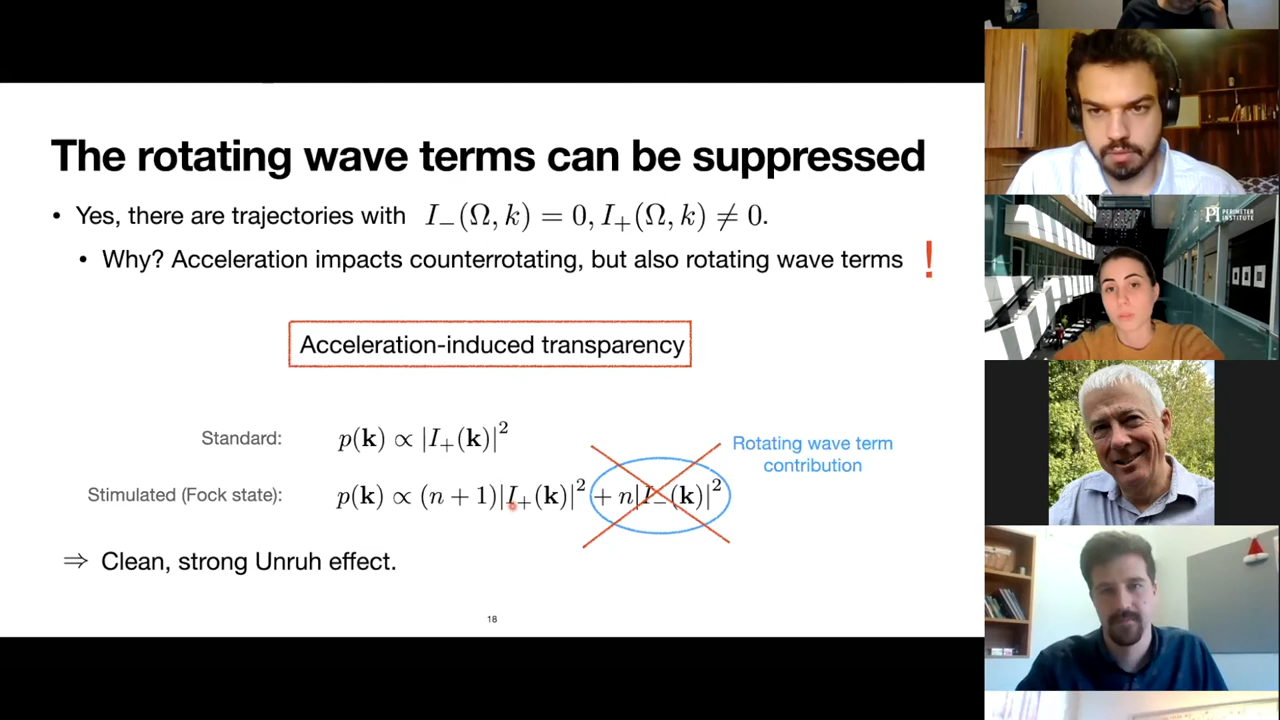 The rotating wave terms can be suppressed
• Yes, there are trajectories with I₋(Ω, k) = 0, I₊(Ω, k) ≠ 0.
• Why? Acceleration impacts counterrotating, but also rotating wave terms !
Acceleration-induced transparency
Standard: p(𝐤) ∝ |I₊(𝐤)|²
Stimulated (Fock state): p(𝐤) ∝ (n + 1)|I₊(𝐤)|² + n|I₋(𝐤)|²
Rotating wave term
contribution
⇒ Clean, strong Unruh effect.
18
PI PERIMETER
INSTITUTE